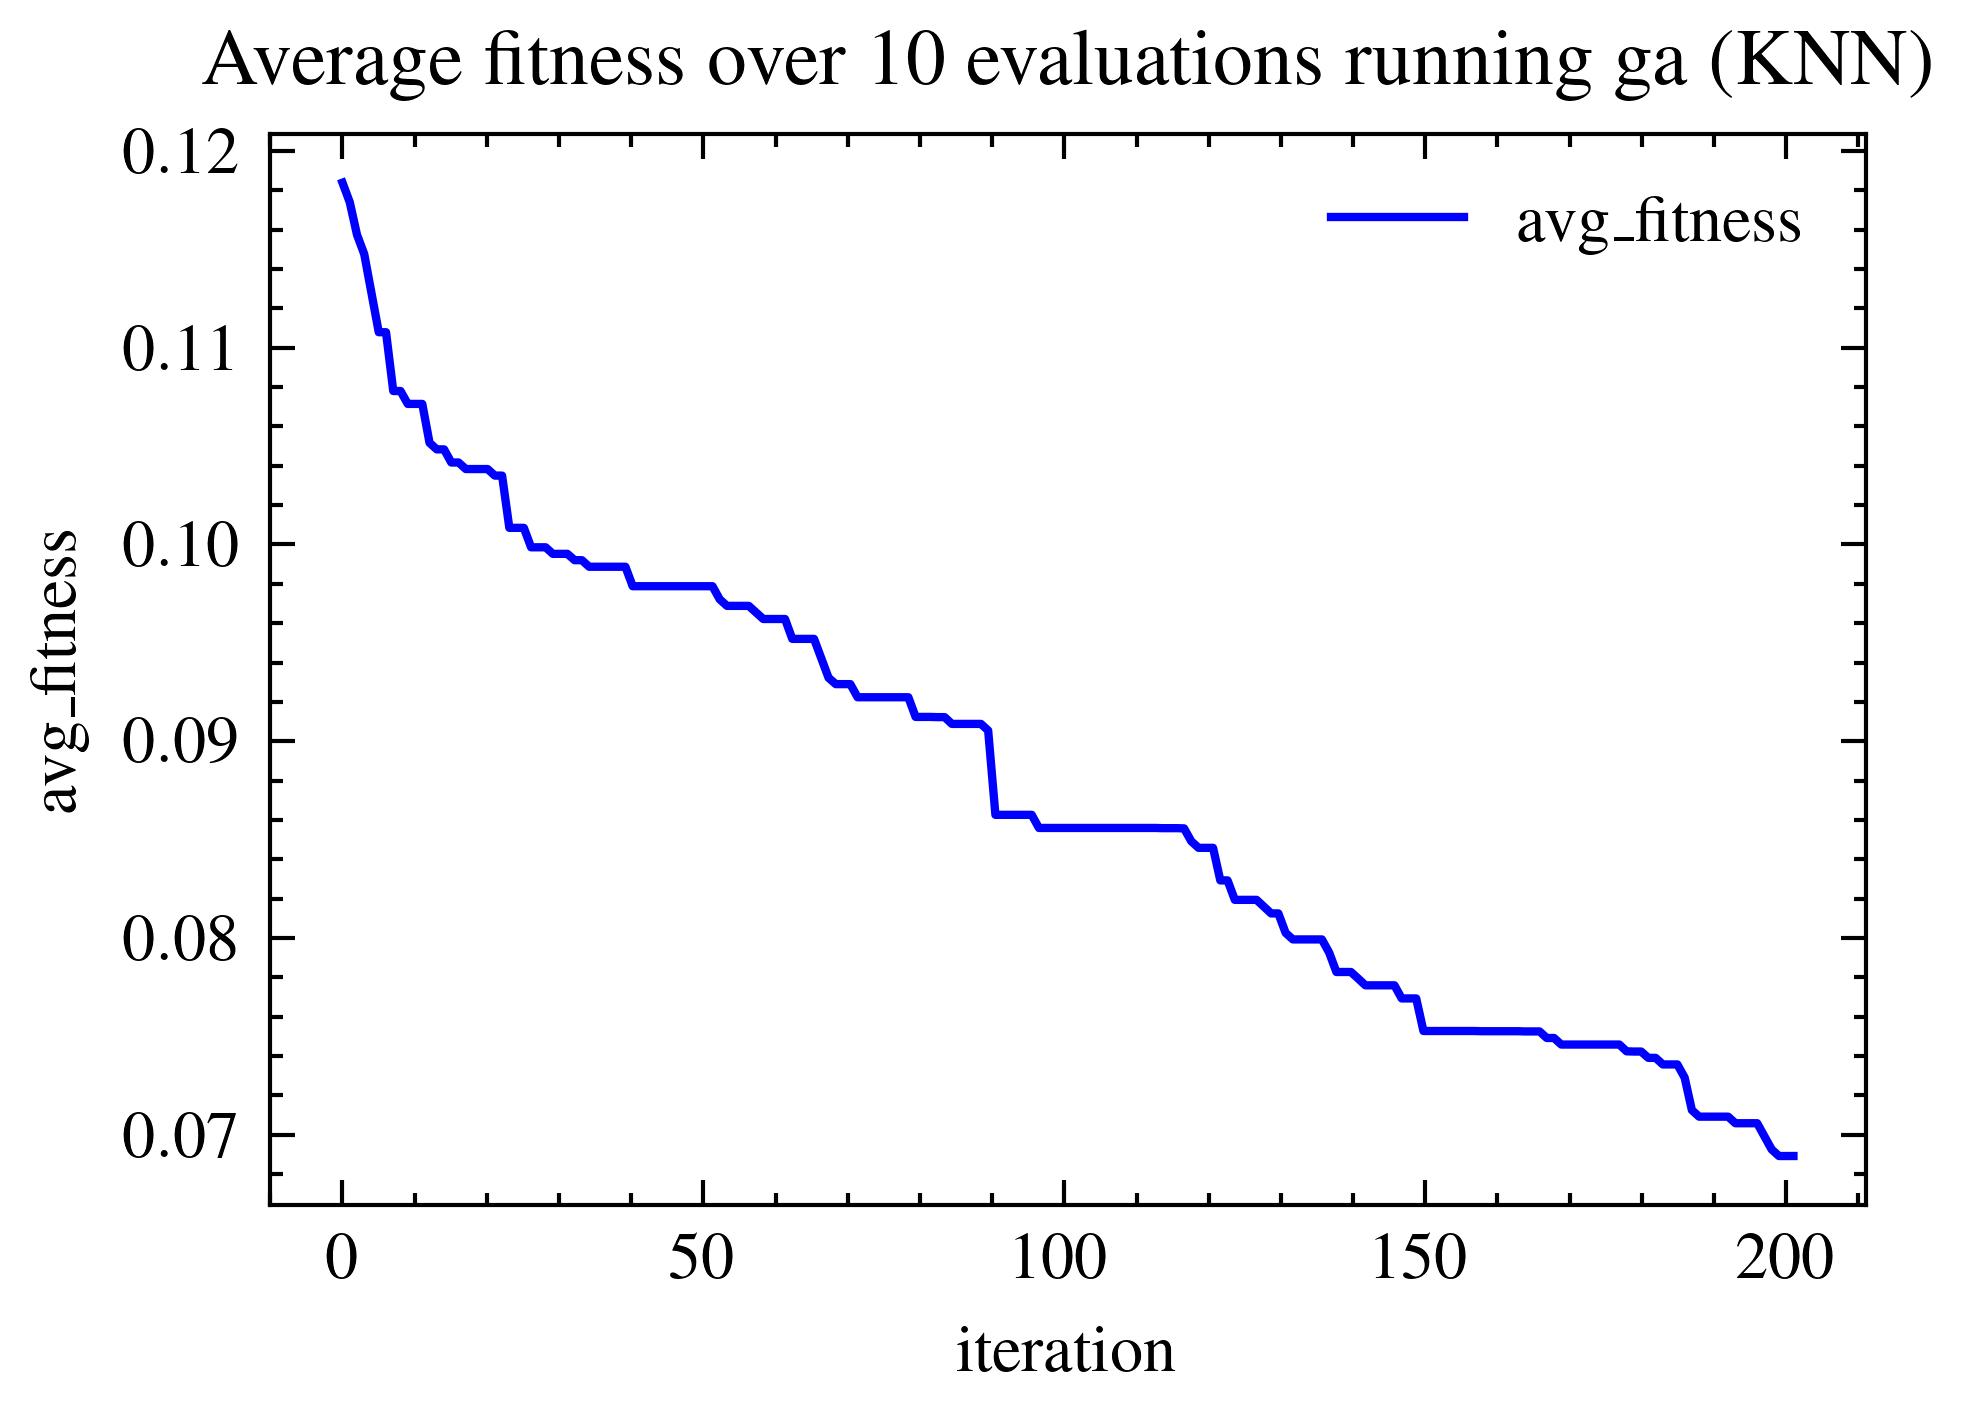 Average fitness over 10 evaluations running ga (KNN)
avg_fitness
0.12
0.11
0.10
0.09
0.08
0.07
avg_fitness
0 50 100 150 200
iteration